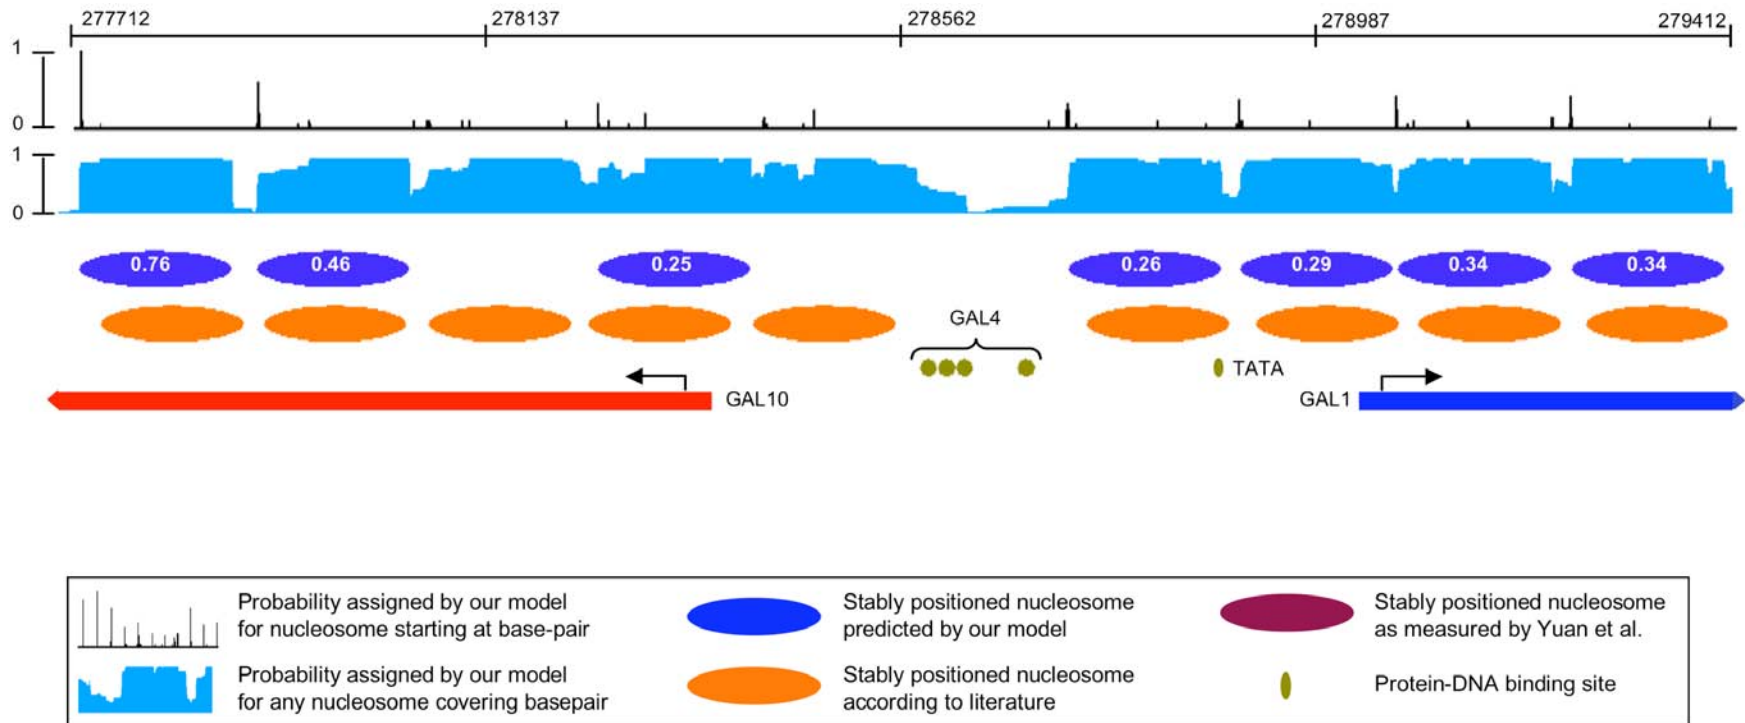 277712 278137 278562 278987 279412
1
0
1
0
0.76 0.46 0.25 0.26 0.29 0.34 0.34
GAL4
TATA
GAL10 GAL1
Probability assigned by our model
for nucleosome starting at base-pair
Probability assigned by our model
for any nucleosome covering basepair
Stably positioned nucleosome
predicted by our model
Stably positioned nucleosome
according to literature
Stably positioned nucleosome
as measured by Yuan et al.
Protein-DNA binding site